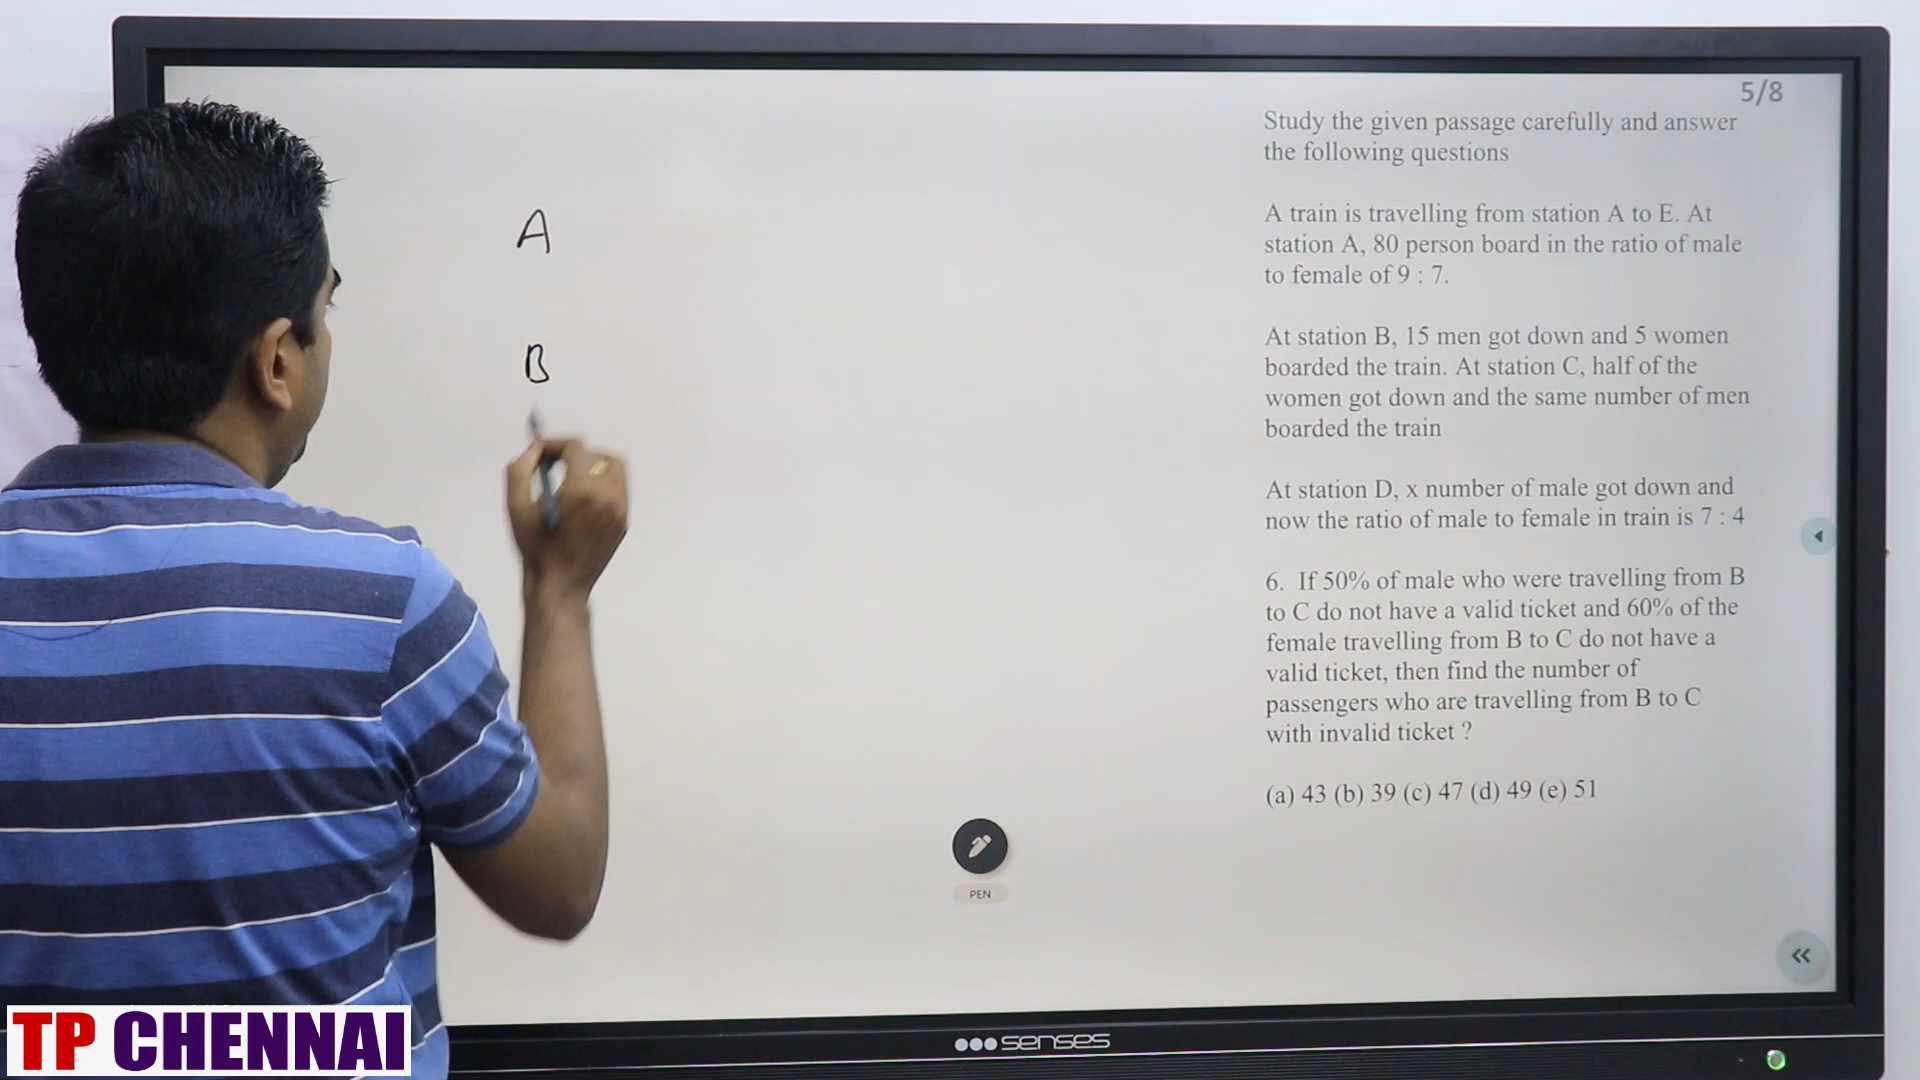 5/8
Study the given passage carefully and answer
the following questions
A train is travelling from station A to E. At
station A, 80 person board in the ratio of male
to female of 9 : 7.
At station B, 15 men got down and 5 women
boarded the train. At station C, half of the
women got down and the same number of men
boarded the train
At station D, x number of male got down and
now the ratio of male to female in train is 7 : 4
6. If 50% of male who were travelling from B
to C do not have a valid ticket and 60% of the
female travelling from B to C do not have a
valid ticket, then find the number of
passengers who are travelling from B to C
with invalid ticket ?
(a) 43 (b) 39 (c) 47 (d) 49 (e) 51
A
B
PEN
senses
TP CHENNAI